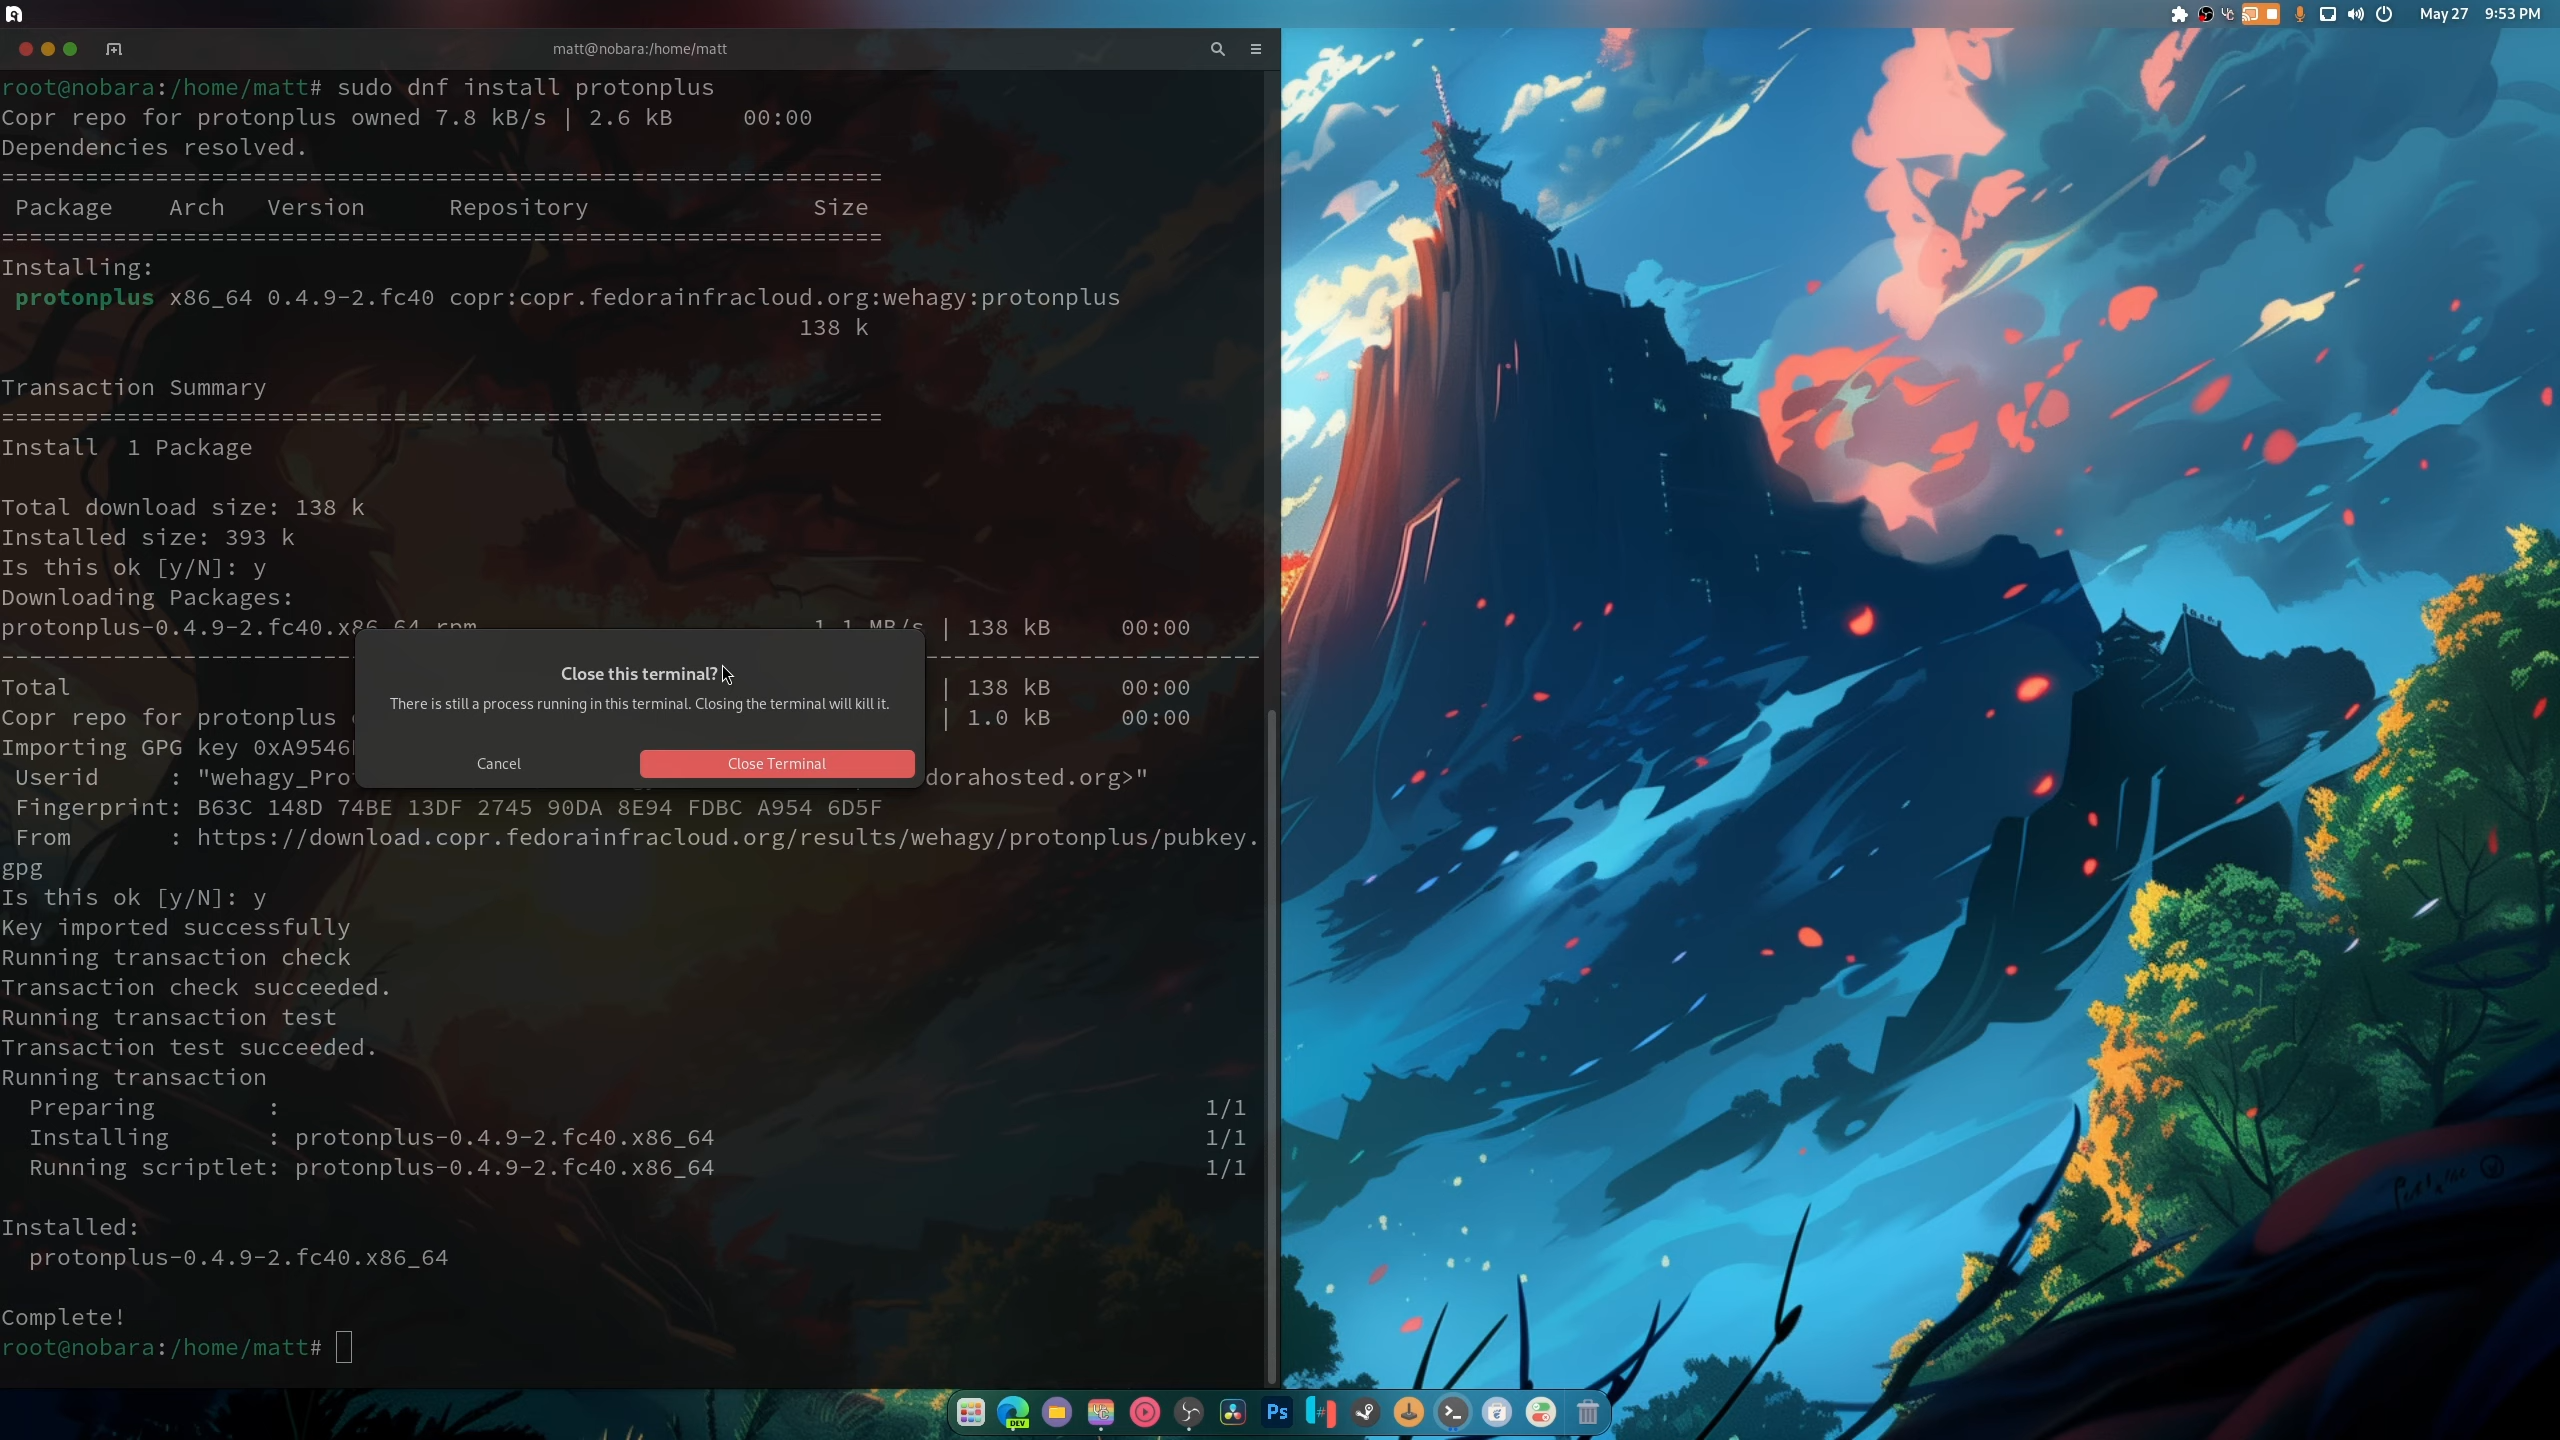 May 27 9:53 PM
matt@nobara:/home/matt
root@nobara:/home/matt# sudo dnf install protonplus
Copr repo for protonplus owned 7.8 kB/s | 2.6 kB 00:00
Dependencies resolved.
===============================================================
Package Arch Version Repository Size
===============================================================
Installing:
protonplus x86_64 0.4.9-2.fc40 copr:copr.fedorainfracloud.org:wehagy:protonplus
138 k
Transaction Summary
===============================================================
Install 1 Package
Total download size: 138 k
Installed size: 393 k
Is this ok [y/N]: y
Downloading Packages:
protonplus-0.4.9-2.fc40.x86_64.rpm 1.1 MB/s | 138 kB 00:00
Total | 138 kB 00:00
Copr repo for protonplus | 1.0 kB 00:00
Importing GPG key 0xA9546
Userid : "wehagy_Pro dorahosted.org>"
Fingerprint: B63C 148D 74BE 13DF 2745 90DA 8E94 FDBC A954 6D5F
From : https://download.copr.fedorainfracloud.org/results/wehagy/protonplus/pubkey.
gpg
Is this ok [y/N]: y
Key imported successfully
Running transaction check
Transaction check succeeded.
Running transaction test
Transaction test succeeded.
Running transaction
Preparing : 1/1
Installing : protonplus-0.4.9-2.fc40.x86_64 1/1
Running scriptlet: protonplus-0.4.9-2.fc40.x86_64 1/1
Installed:
protonplus-0.4.9-2.fc40.x86_64
Complete!
root@nobara:/home/matt#
Close this terminal?
There is still a process running in this terminal. Closing the terminal will kill it.
Cancel Close Terminal
DEV
Ps